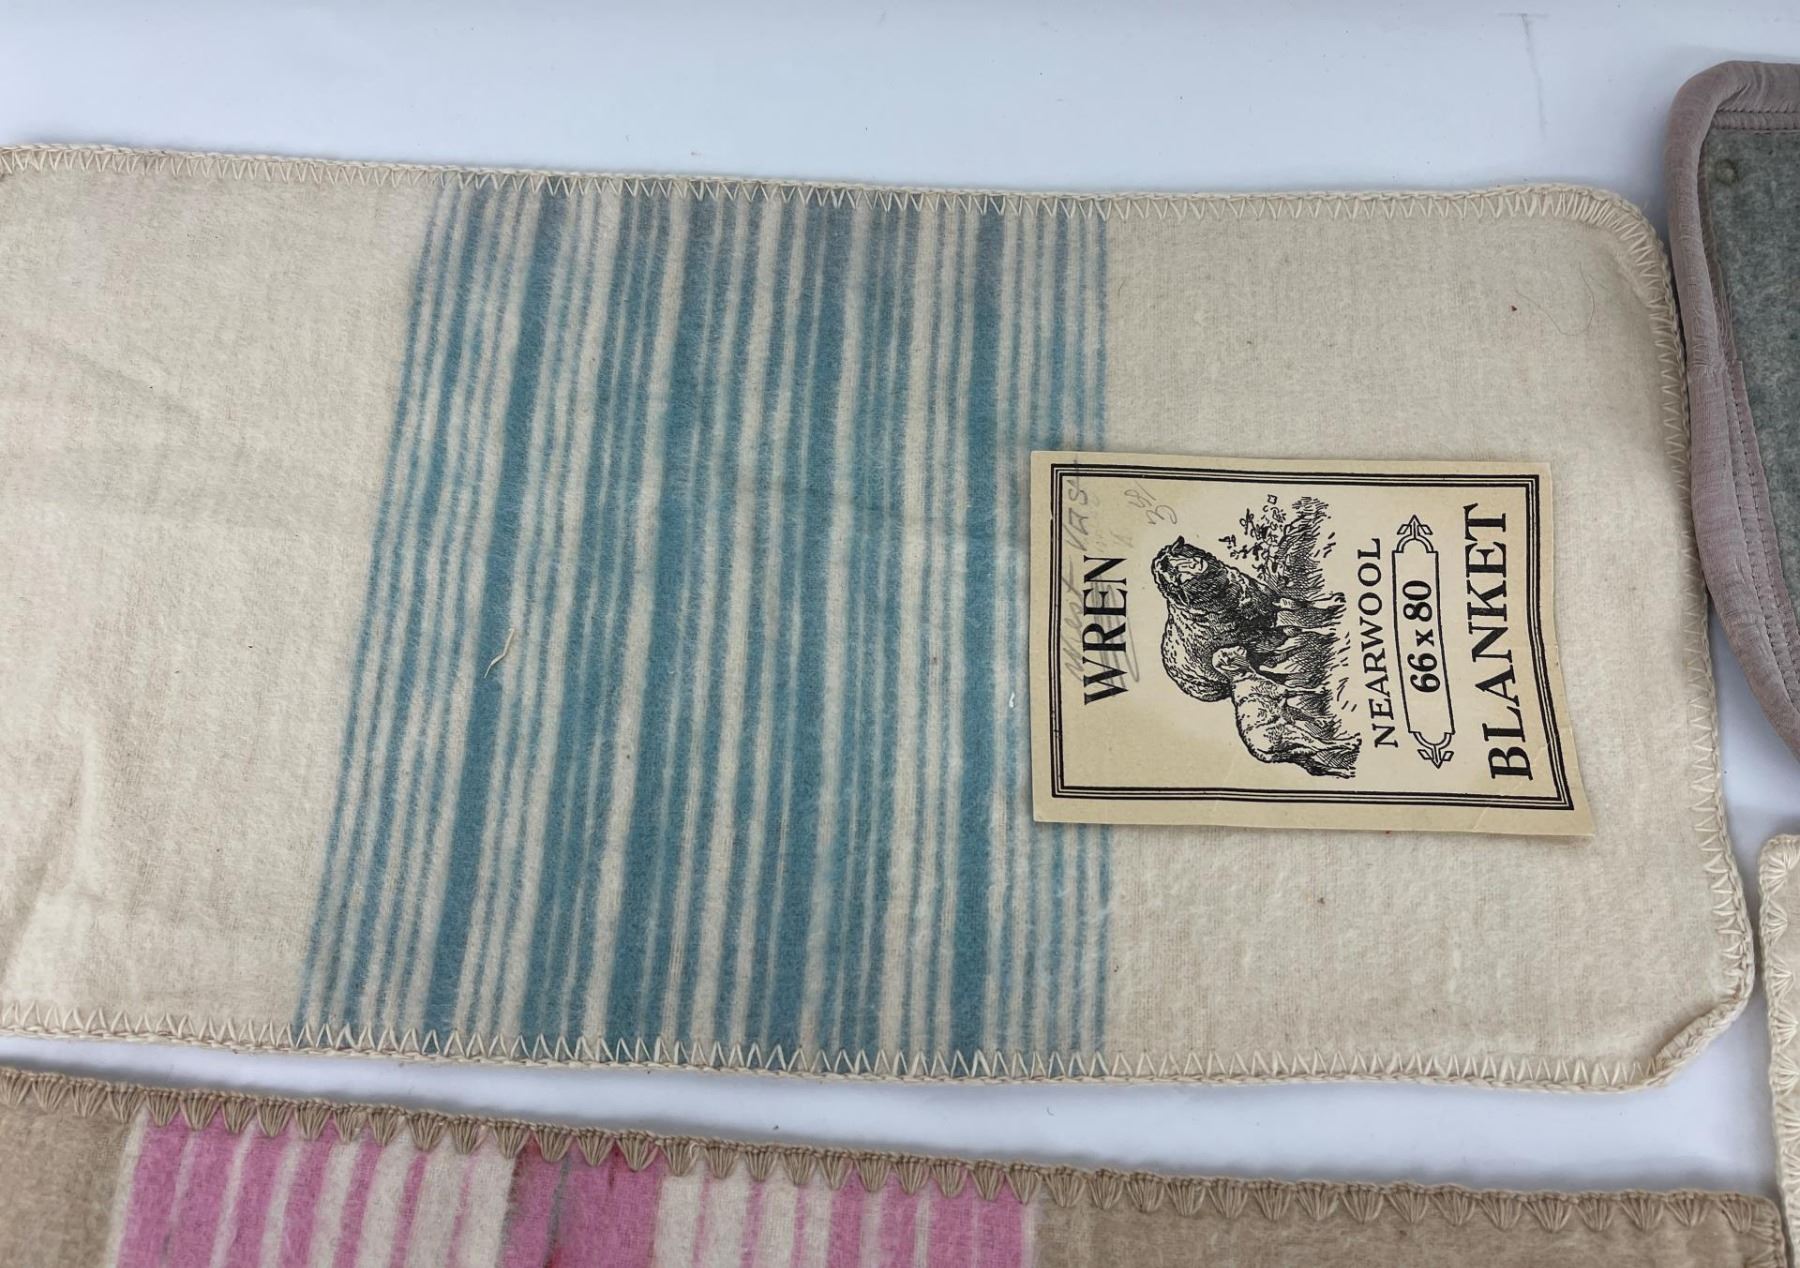 WREN
NEARWOOL
66 x 80
BLANKET